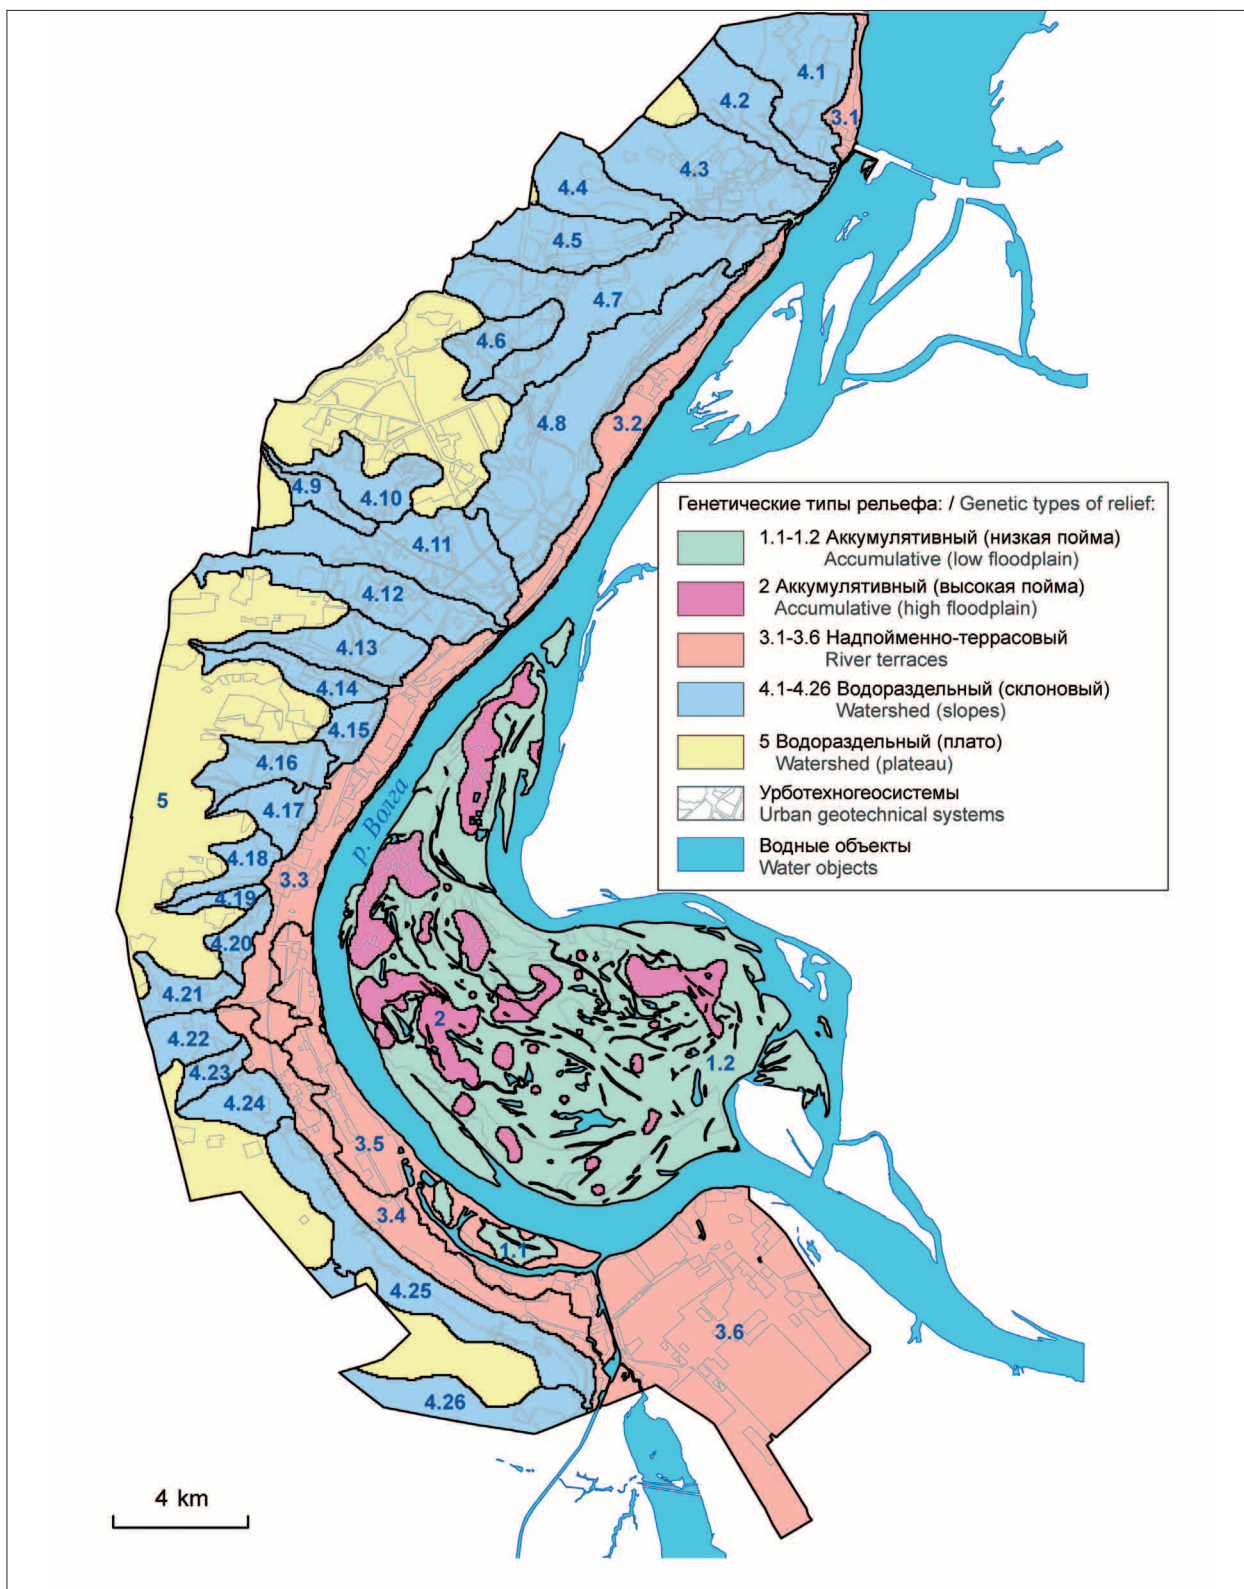 4.1
4.2
3.1
4.3
4.4
4.5
4.7
4.6
4.8
3.2
4.9
4.10
4.11
4.12
4.13
4.14
4.15
4.16
5
4.17
4.18
3.3
4.19
4.20
4.21
4.22
4.23
4.24
р. Волга
2
1.2
3.5
3.4
1.1
4.25
3.6
4.26
Генетические типы рельефа: / Genetic types of relief:
1.1-1.2 Аккумулятивный (низкая пойма)
Accumulative (low floodplain)
2 Аккумулятивный (высокая пойма)
Accumulative (high floodplain)
3.1-3.6 Надпойменно-террасовый
River terraces
4.1-4.26 Водораздельный (склоновый)
Watershed (slopes)
5 Водораздельный (плато)
Watershed (plateau)
Урботехногеосистемы
Urban geotechnical systems
Водные объекты
Water objects
4 km